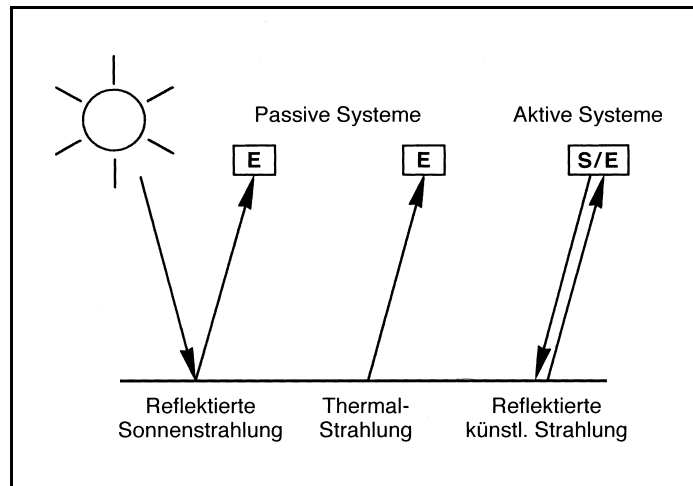 Passive Systeme
Aktive Systeme
E
E
S/E
Reflektierte
Sonnenstrahlung
Thermal-
Strahlung
Reflektierte
künstl. Strahlung